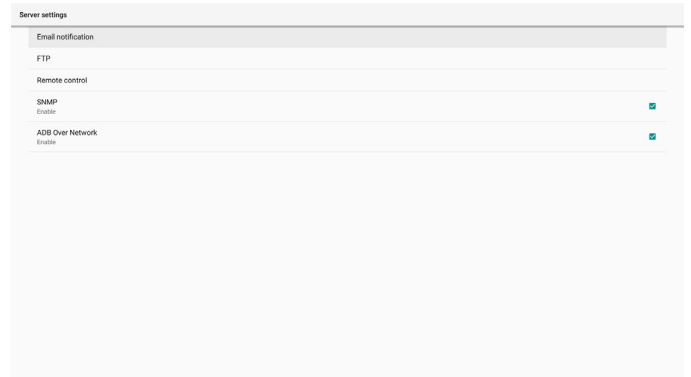 Server settings
Email notification
FTP
Remote control
SNMP
Enable
ADB Over Network
Enable